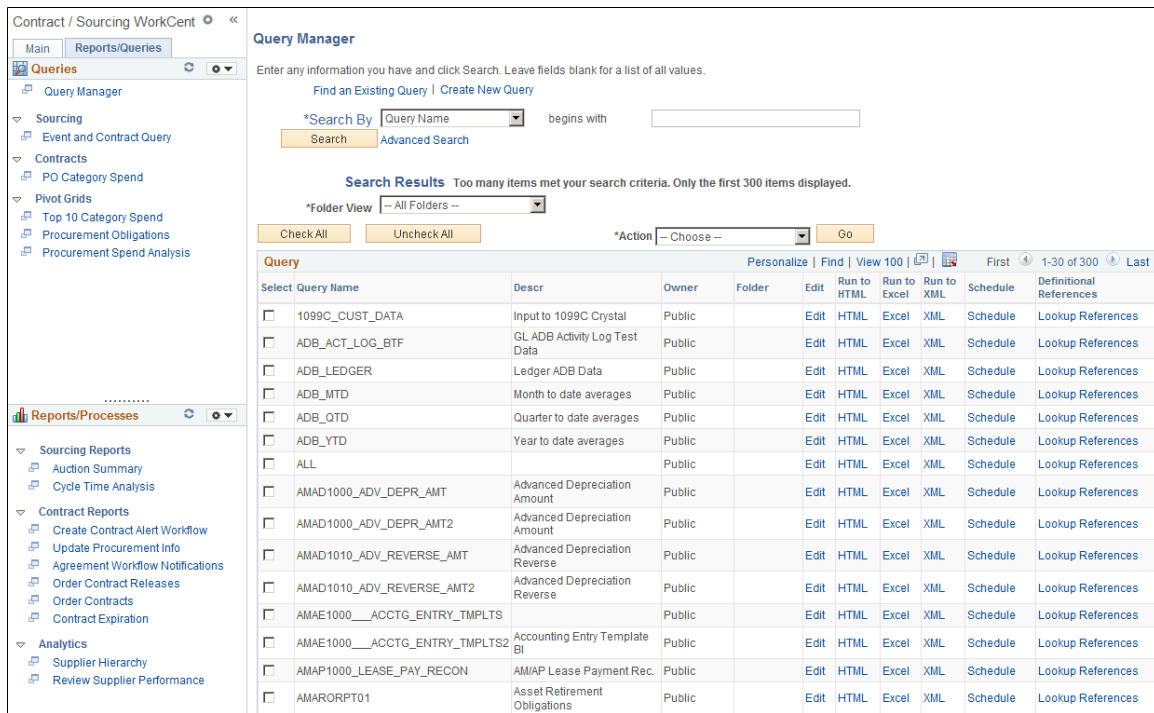 Contract / Sourcing WorkCent
Main Reports/Queries
Queries
Query Manager
Sourcing
Event and Contract Query
Contracts
PO Category Spend
Pivot Grids
Top 10 Category Spend
Procurement Obligations
Procurement Spend Analysis
Reports/Processes
Sourcing Reports
Auction Summary
Cycle Time Analysis
Contract Reports
Create Contract Alert Workflow
Update Procurement Info
Agreement Workflow Notifications
Order Contract Releases
Order Contracts
Contract Expiration
Analytics
Supplier Hierarchy
Review Supplier Performance
Query Manager
Enter any information you have and click Search. Leave fields blank for a list of all values.
Find an Existing Query | Create New Query
*Search By Query Name begins with
Search Advanced Search
Search Results Too many items met your search criteria. Only the first 300 items displayed.
*Folder View -- All Folders --
Check All Uncheck All *Action -- Choose -- Go
Query Personalize | Find | View 100 | | First 1-30 of 300 Last
Select Query Name Descr Owner Folder Edit Run to HTML Run to Excel Run to XML Schedule Definitional References
1099C_CUST_DATA Input to 1099C Crystal Public Edit HTML Excel XML Schedule Lookup References
ADB_ACT_LOG_BTF GL ADB Activity Log Test Data Public Edit HTML Excel XML Schedule Lookup References
ADB_LEDGER Ledger ADB Data Public Edit HTML Excel XML Schedule Lookup References
ADB_MTD Month to date averages Public Edit HTML Excel XML Schedule Lookup References
ADB_QTD Quarter to date averages Public Edit HTML Excel XML Schedule Lookup References
ADB_YTD Year to date averages Public Edit HTML Excel XML Schedule Lookup References
ALL Public Edit HTML Excel XML Schedule Lookup References
AMAD1000_ADV_DEPR_AMT Advanced Depreciation Amount Public Edit HTML Excel XML Schedule Lookup References
AMAD1000_ADV_DEPR_AMT2 Advanced Depreciation Amount Public Edit HTML Excel XML Schedule Lookup References
AMAD1010_ADV_REVERSE_AMT Advanced Depreciation Reverse Public Edit HTML Excel XML Schedule Lookup References
AMAD1010_ADV_REVERSE_AMT2 Advanced Depreciation Reverse Public Edit HTML Excel XML Schedule Lookup References
AMAE1000___ACCTG_ENTRY_TMPLTS Public Edit HTML Excel XML Schedule Lookup References
AMAE1000___ACCTG_ENTRY_TMPLTS2 Accounting Entry Template BI Public Edit HTML Excel XML Schedule Lookup References
AMAP1000_LEASE_PAY_RECON AM/AP Lease Payment Rec. Public Edit HTML Excel XML Schedule Lookup References
AMARORPT01 Asset Retirement Obligations Public Edit HTML Excel XML Schedule Lookup References